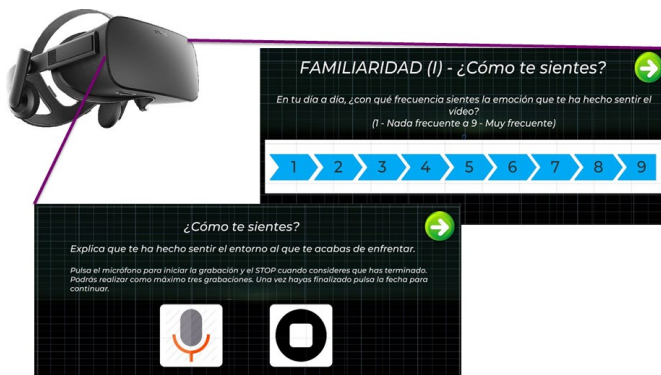 FAMILIARIDAD (I) - ¿Cómo te sientes?
En tu día a día, ¿con qué frecuencia sientes la emoción que te ha hecho sentir el
vídeo?
(1 - Nada frecuente a 9 - Muy frecuente)
1 2 3 4 5 6 7 8 9
¿Cómo te sientes?
Explica que te ha hecho sentir el entorno al que te acabas de enfrentar.
Pulsa el micrófono para iniciar la grabación y el STOP cuando consideres que has terminado.
Podrás realizar como máximo tres grabaciones. Una vez hayas finalizado pulsa la fecha para
continuar.